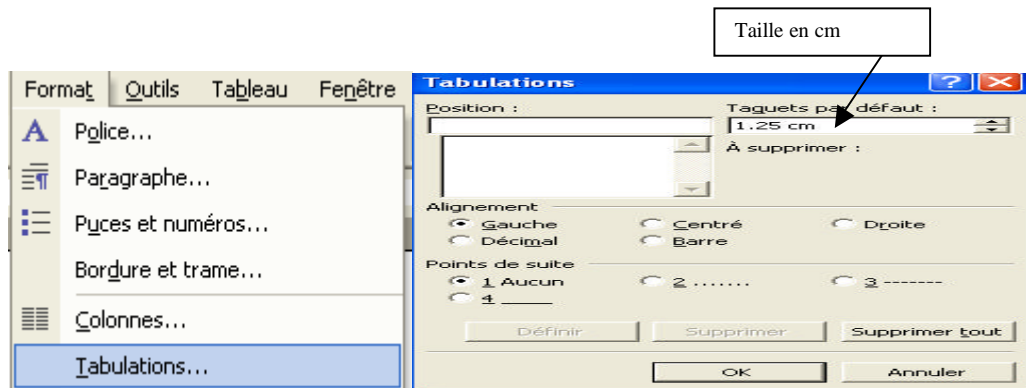 Taille en cm
Format Outils Tableau Fenêtre
Police...
Paragraphe...
Puces et numéros...
Bordure et trame...
Colonnes...
Tabulations...
Tabulations
Position :
Taquets par défaut :
1.25 cm
À supprimer :
Alignement
Gauche Centré Droite
Décimal Barre
Points de suite
1 Aucun 2 ....... 3 -------
4 _____
Définir Supprimer Supprimer tout
OK Annuler